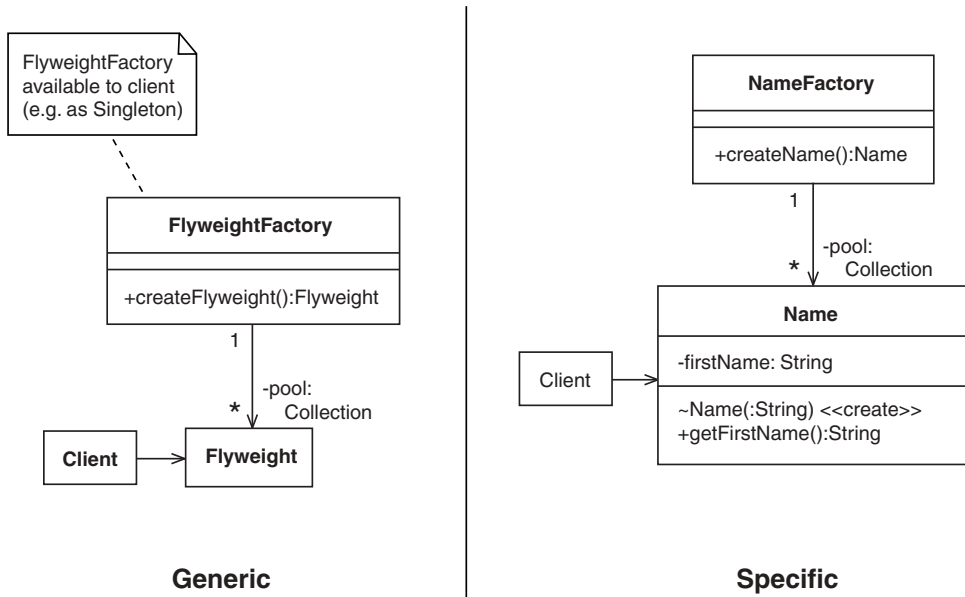 FlyweightFactory
available to client
(e.g. as Singleton)
FlyweightFactory
+createFlyweight():Flyweight
1
-pool:
*
Collection
Client
Flyweight
Generic
NameFactory
+createName():Name
1
-pool:
*
Collection
Name
-firstName: String
Client
~Name(:String) <<create>>
+getFirstName():String
Specific